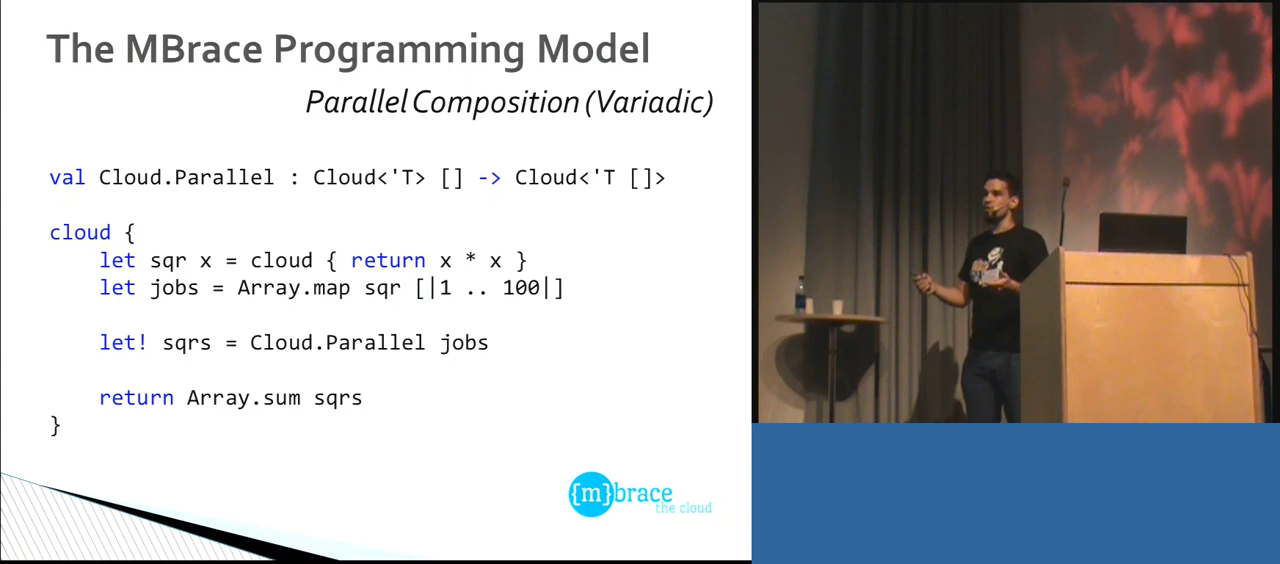 The MBrace Programming Model
Parallel Composition (Variadic)
val Cloud.Parallel : Cloud<'T> [] -> Cloud<'T []>
cloud {
let sqr x = cloud { return x * x }
let jobs = Array.map sqr [|1 .. 100|]
let! sqrs = Cloud.Parallel jobs
return Array.sum sqrs
}
{m}brace
the cloud